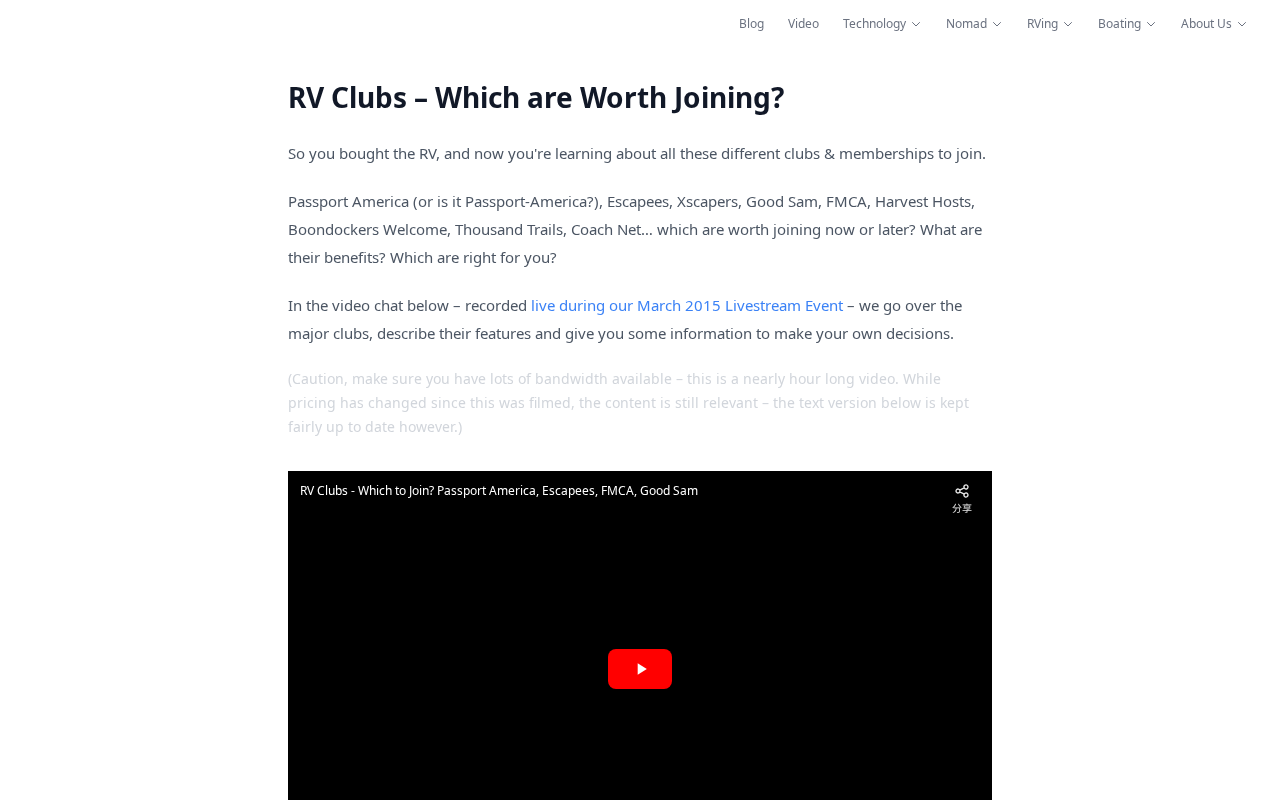 Blog Video Technology Nomad RVing Boating About Us
RV Clubs – Which are Worth Joining?
So you bought the RV, and now you're learning about all these different clubs & memberships to join.
Passport America (or is it Passport-America?), Escapees, Xscapers, Good Sam, FMCA, Harvest Hosts,
Boondockers Welcome, Thousand Trails, Coach Net... which are worth joining now or later? What are
their benefits? Which are right for you?
In the video chat below – recorded live during our March 2015 Livestream Event – we go over the
major clubs, describe their features and give you some information to make your own decisions.
(Caution, make sure you have lots of bandwidth available – this is a nearly hour long video. While
pricing has changed since this was filmed, the content is still relevant – the text version below is kept
fairly up to date however.)
RV Clubs - Which to Join? Passport America, Escapees, FMCA, Good Sam
分享